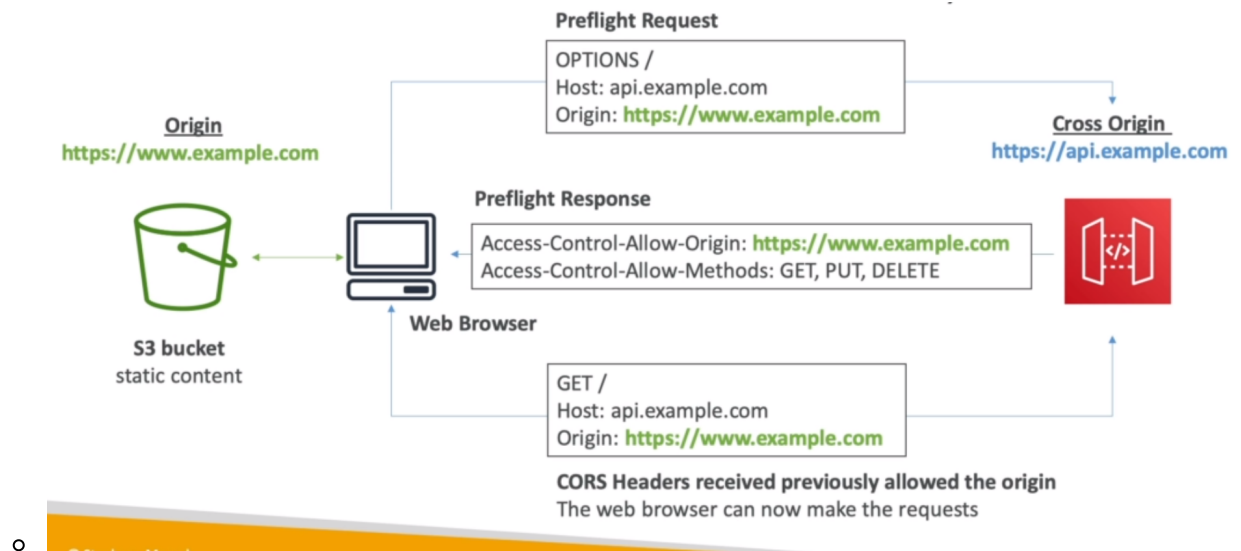 Preflight Request
OPTIONS /
Host: api.example.com
Origin: https://www.example.com
Origin
https://www.example.com
Cross Origin
https://api.example.com
Preflight Response
Access-Control-Allow-Origin: https://www.example.com
Access-Control-Allow-Methods: GET, PUT, DELETE
</>
Web Browser
S3 bucket
static content
GET /
Host: api.example.com
Origin: https://www.example.com
CORS Headers received previously allowed the origin
The web browser can now make the requests